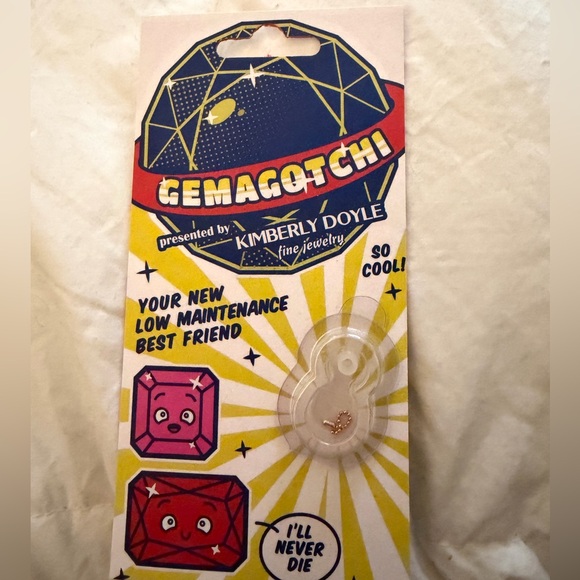 GEMAGOTCHI
presented by KIMBERLY DOYLE
fine jewelry
SO
COOL!
YOUR NEW
LOW MAINTENANCE
BEST FRIEND
I'LL
NEVER
DIE